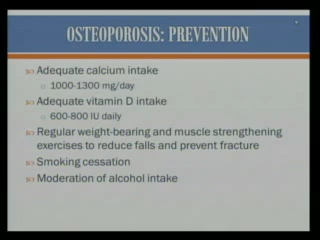 OSTEOPOROSIS: PREVENTION
Adequate calcium intake
1000-1300 mg/day
Adequate vitamin D intake
600-800 IU daily
Regular weight-bearing and muscle strengthening
exercises to reduce falls and prevent fracture
Smoking cessation
Moderation of alcohol intake